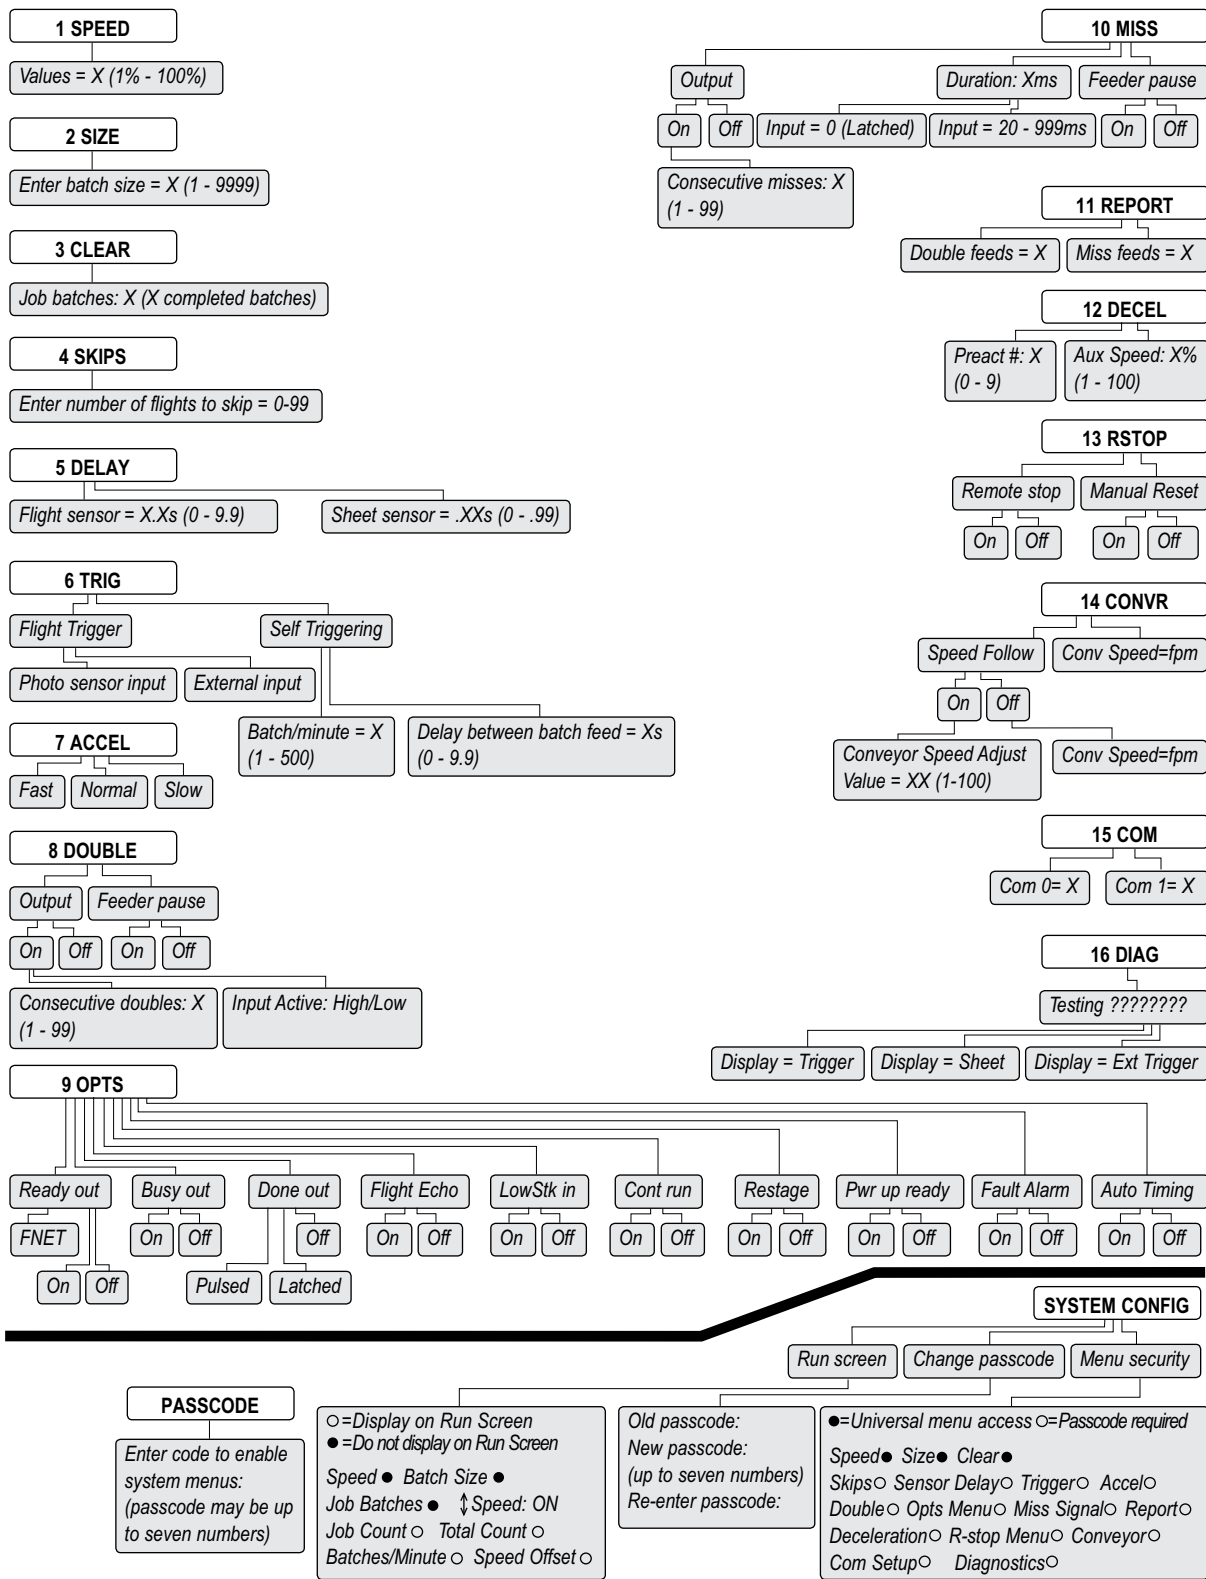 1 SPEED
Values = X (1% - 100%)
2 SIZE
Enter batch size = X (1 - 9999)
3 CLEAR
Job batches: X (X completed batches)
4 SKIPS
Enter number of flights to skip = 0-99
5 DELAY
Flight sensor = X.Xs (0 - 9.9)
Sheet sensor = .XXs (0 - .99)
6 TRIG
Flight Trigger
Self Triggering
Photo sensor input
External input
Batch/minute = X
(1 - 500)
Delay between batch feed = Xs
(0 - 9.9)
7 ACCEL
Fast
Normal
Slow
8 DOUBLE
Output
Feeder pause
On
Off
On
Off
Consecutive doubles: X
(1 - 99)
Input Active: High/Low
9 OPTS
Ready out
Busy out
Done out
Flight Echo
LowStk in
Cont run
Restage
Pwr up ready
Fault Alarm
Auto Timing
FNET
On
Off
Off
On
Off
On
Off
On
Off
On
Off
On
Off
On
Off
On
Off
On
Off
Pulsed
Latched
10 MISS
Output
Duration: Xms
Feeder pause
On
Off
Input = 0 (Latched)
Input = 20 - 999ms
On
Off
Consecutive misses: X
(1 - 99)
11 REPORT
Double feeds = X
Miss feeds = X
12 DECEL
Preact #: X
(0 - 9)
Aux Speed: X%
(1 - 100)
13 RSTOP
Remote stop
Manual Reset
On
Off
On
Off
14 CONVR
Speed Follow
Conv Speed=fpm
On
Off
Conveyor Speed Adjust
Value = XX (1-100)
Conv Speed=fpm
15 COM
Com 0= X
Com 1= X
16 DIAG
Testing ????????
Display = Trigger
Display = Sheet
Display = Ext Trigger
SYSTEM CONFIG
Run screen
Change passcode
Menu security
PASSCODE
Enter code to enable
system menus:
(passcode may be up
to seven numbers)
○=Display on Run Screen
●=Do not display on Run Screen
Speed ● Batch Size ●
Job Batches ● ↕Speed: ON
Job Count ○ Total Count ○
Batches/Minute ○ Speed Offset ○
Old passcode:
New passcode:
(up to seven numbers)
Re-enter passcode:
●=Universal menu access ○=Passcode required
Speed● Size● Clear●
Skips○ Sensor Delay○ Trigger○ Accel○
Double○ Opts Menu○ Miss Signal○ Report○
Deceleration○ R-stop Menu○ Conveyor○
Com Setup○ Diagnostics○